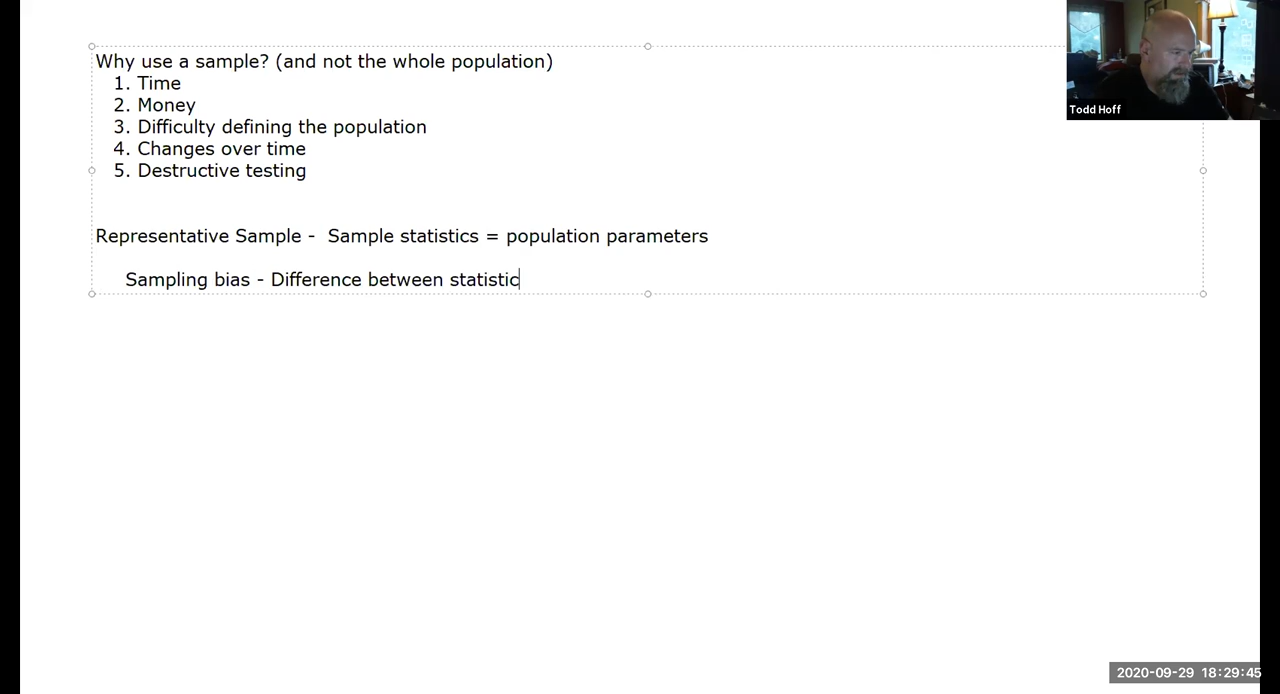 Why use a sample? (and not the whole population)
1. Time
2. Money
3. Difficulty defining the population
4. Changes over time
5. Destructive testing
Representative Sample -  Sample statistics = population parameters
Sampling bias - Difference between statistic
Todd Hoff
2020-09-29 18:29:45